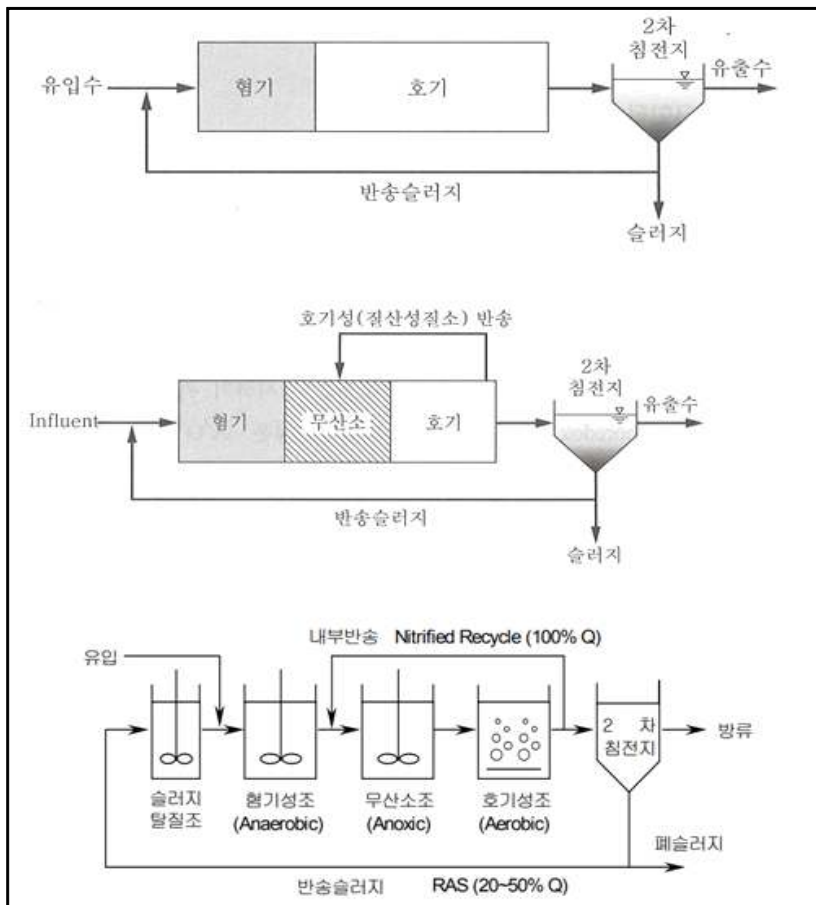 2차
침전지
유입수
혐기
호기
유출수
반송슬러지
슬러지
호기성(질산성질소) 반송
2차
침전지
Influent
혐기
무산소
호기
유출수
반송슬러지
슬러지
내부반송 Nitrified Recycle (100% Q)
유입
2 차
침전지
방류
슬러지
탈질조
혐기성조
(Anaerobic)
무산소조
(Anoxic)
호기성조
(Aerobic)
폐슬러지
반송슬러지 RAS (20~50% Q)